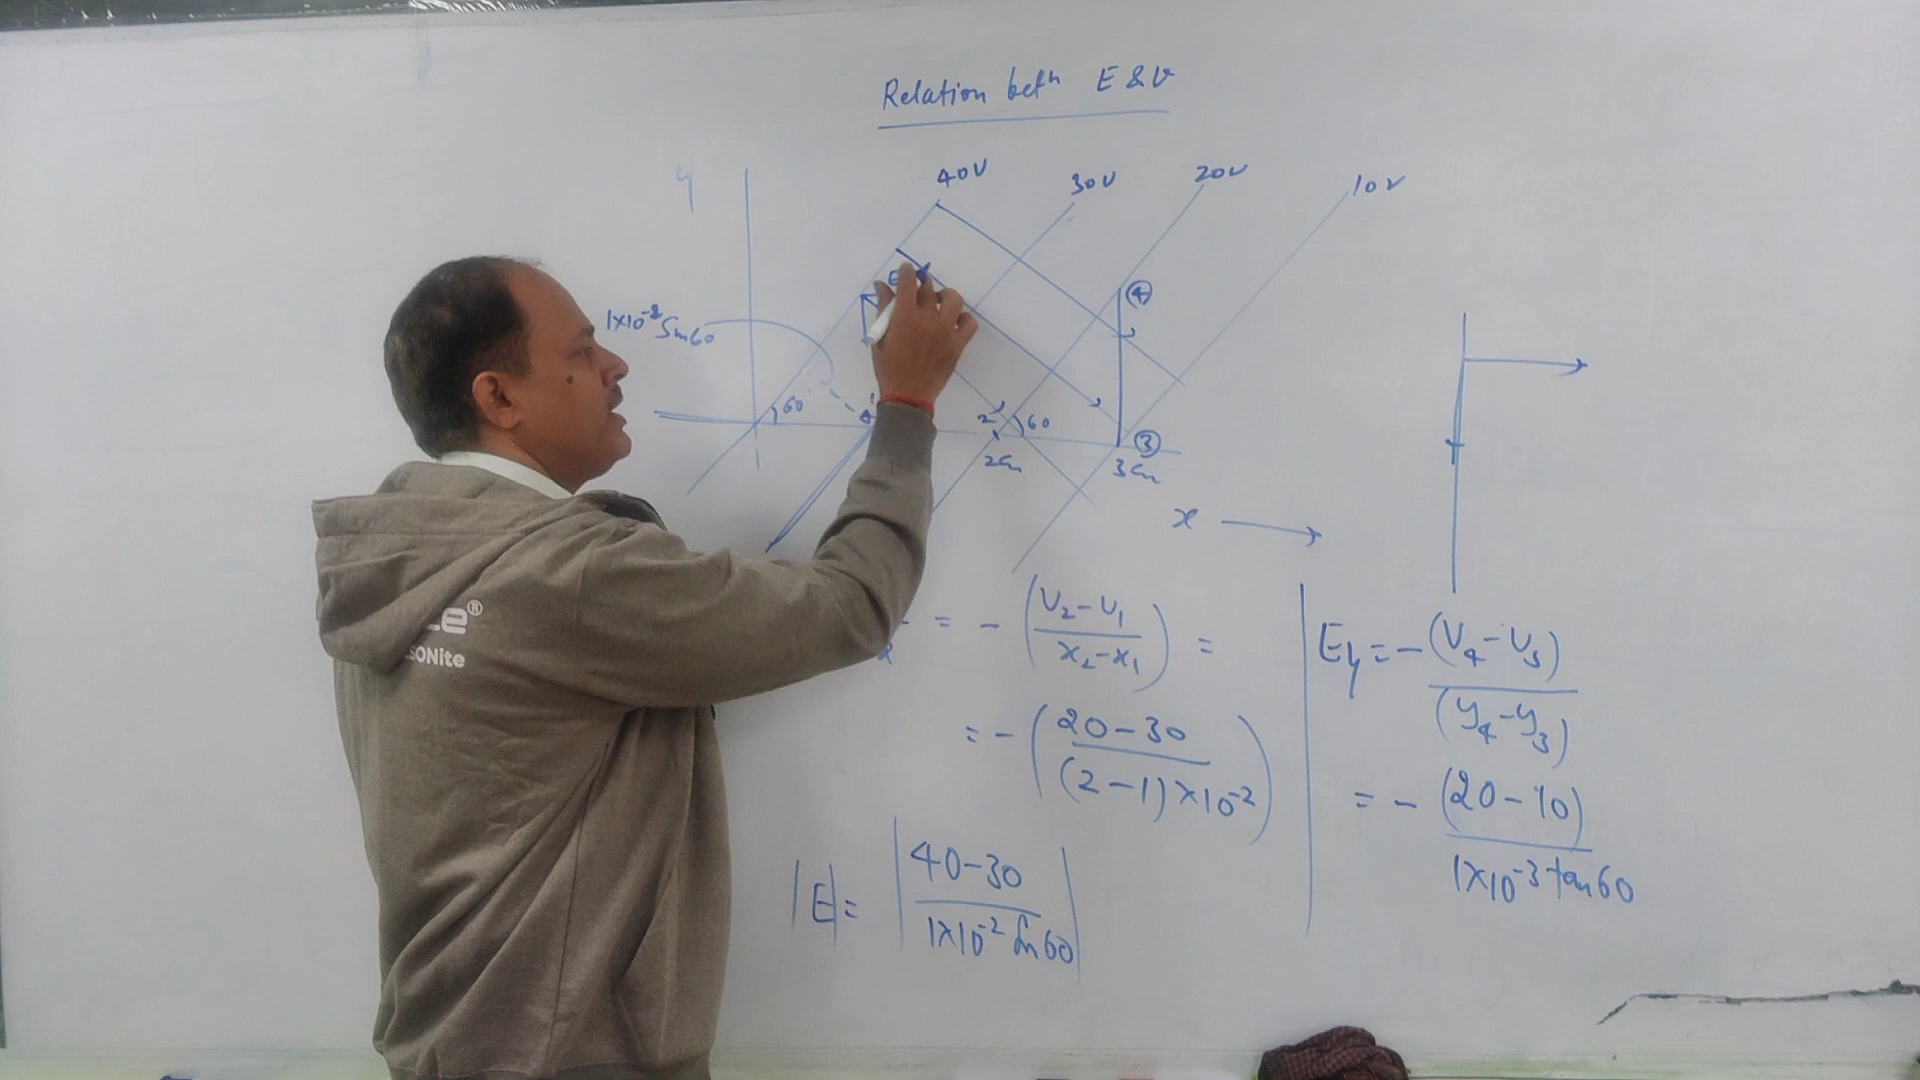 Relation betn E & V
y
40V
30V
20V
10V
1×10⁻² Sin60
E
④
60
1
2
60
③
2cm
3cm
x
= - (V₂-V₁ / x₂-x₁) =
= - (20-30 / (2-1)×10⁻²)
|E| = |40-30 / 1×10⁻² Sin60|
Ey = - (V₄-V₃) / (y₄-y₃)
= - (20-10) / 1×10⁻³ tan60
e®
SONite